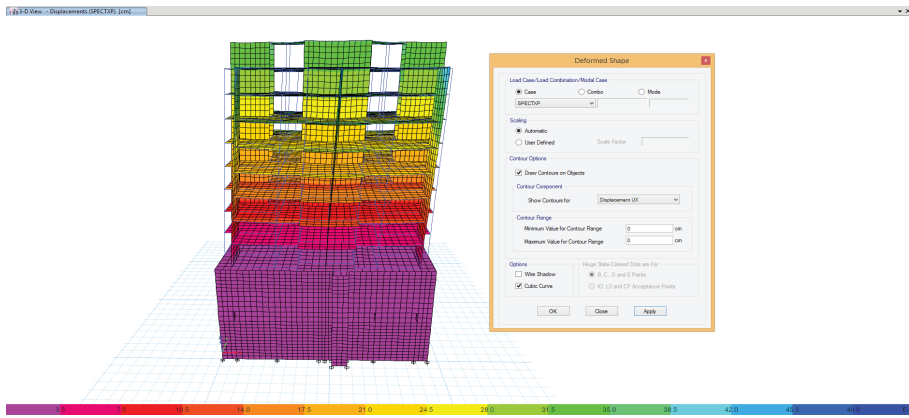 3-D View - Displacements (SPECTXP) [cm]
Deformed Shape
Load Case/Load Combination/Modal Case
Case Combo Mode
SPECTXP
Scaling
Automatic
User Defined Scale Factor
Contour Options
Draw Contours on Objects
Contour Component
Show Contours for Displacement UX
Contour Range
Minimum Value for Contour Range 0 cm
Maximum Value for Contour Range 0 cm
Options Hinge State Colored Dots are For
Wire Shadow B, C, D and E Points
Cubic Curve IO, LS and CP Acceptance Points
OK Close Apply
3.5 7.0 10.5 14.0 17.5 21.0 24.5 28.0 31.5 35.0 38.5 42.0 45.5 49.0